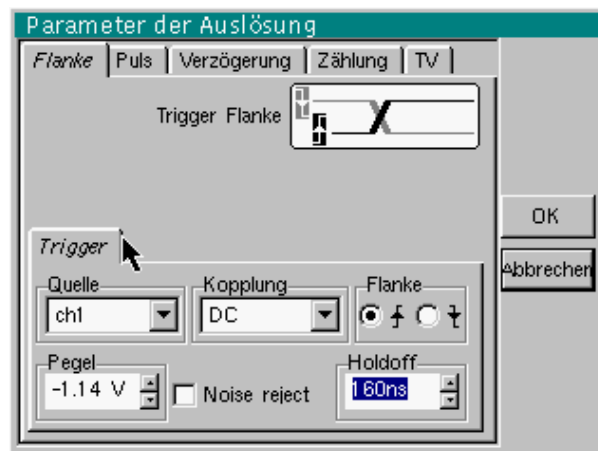 Parameter der Auslösung
Flanke Puls Verzögerung Zählung TV
Trigger Flanke
OK
Abbrechen
Trigger
Quelle Kopplung Flanke
ch1 DC
Pegel Holdoff
-1.14 V Noise reject 160ns